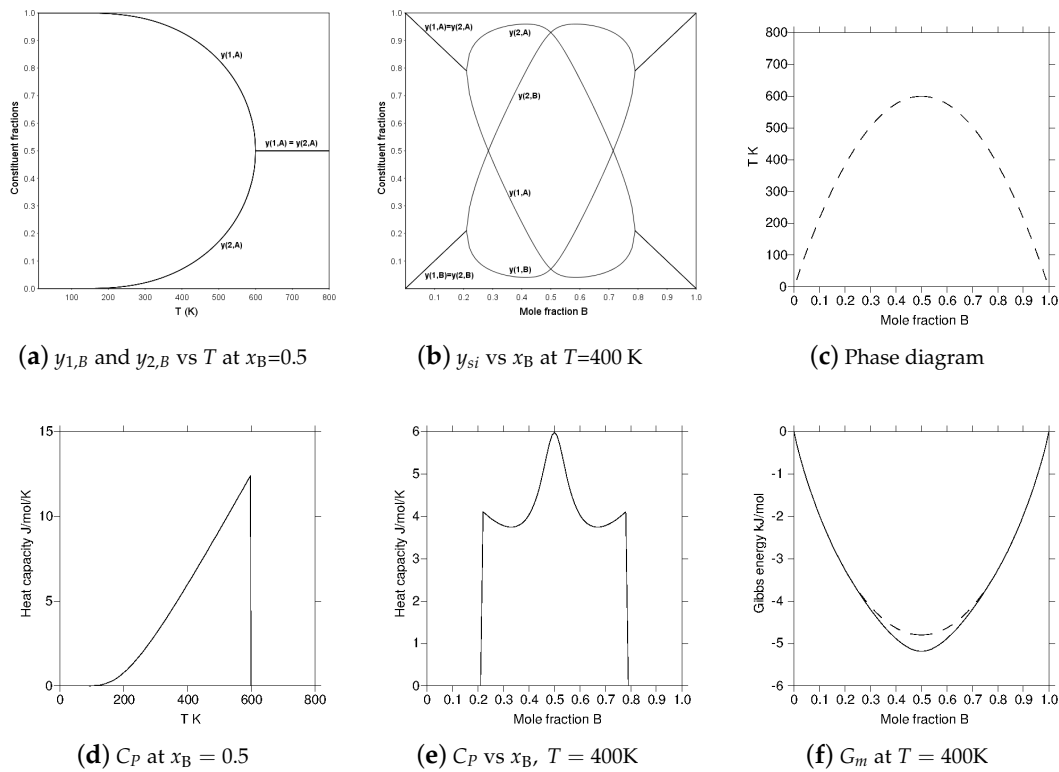 1.0
0.9
0.8
0.7
0.6
0.5
0.4
0.3
0.2
0.1
0.0
Constituent fractions
y(1,A)
y(1,A) = y(2,A)
y(2,A)
100 200 300 400 500 600 700 800
T (K)
(a) y1,B and y2,B vs T at xB=0.5
1.0
0.9
0.8
0.7
0.6
0.5
0.4
0.3
0.2
0.1
0.0
Constituent fractions
y(1,A)=y(2,A)
y(2,A)
y(2,B)
y(1,A)
y(1,B)=y(2,B)
y(1,B)
0.2 0.4 0.6 0.8 1.0
Mole fraction B
(b) ysi vs xB at T=400 K
800
700
600
500
400
300
200
100
0
T K
0 0.1 0.2 0.3 0.4 0.5 0.6 0.7 0.8 0.9 1.0
Mole fraction B
(c) Phase diagram
15
10
5
0
Heat capacity J/mol/K
0 200 400 600 800
T K
(d) CP at xB = 0.5
6
5
4
3
2
1
0
Heat capacity J/mol/K
0 0.1 0.2 0.3 0.4 0.5 0.6 0.7 0.8 0.9 1.0
Mole fraction B
(e) CP vs xB, T = 400K
0
-1
-2
-3
-4
-5
-6
Gibbs energy kJ/mol
0 0.1 0.2 0.3 0.4 0.5 0.6 0.7 0.8 0.9 1.0
Mole fraction B
(f) Gm at T = 400K